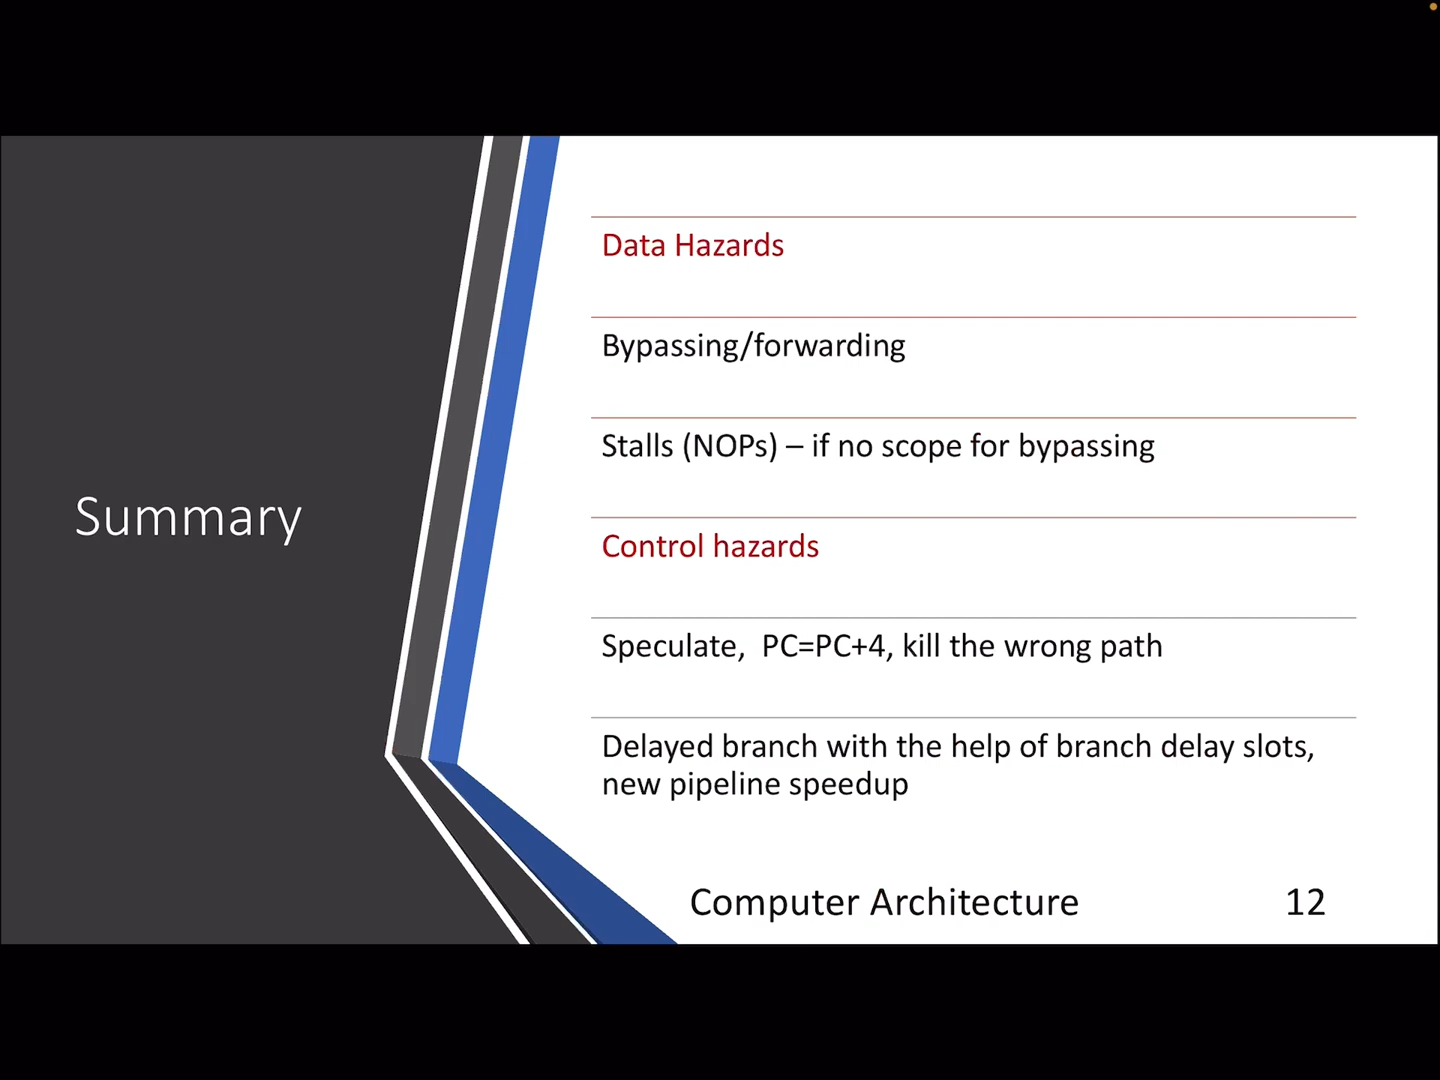 Summary
Data Hazards
Bypassing/forwarding
Stalls (NOPs) – if no scope for bypassing
Control hazards
Speculate,  PC=PC+4, kill the wrong path
Delayed branch with the help of branch delay slots,
new pipeline speedup
Computer Architecture
12